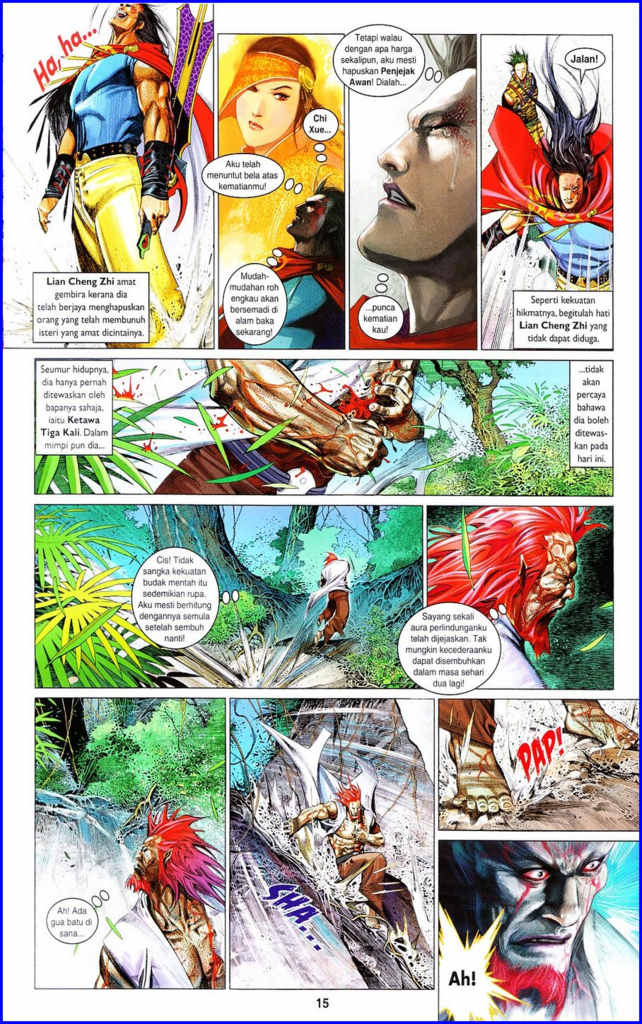 Ha, ha...
Lian Cheng Zhi amat
gembira kerana dia
telah berjaya menghapuskan
orang yang telah membunuh
isteri yang amat dicintainya.
Chi
Xue...
Aku telah
menuntut bela atas
kematianmu!
Mudah-
mudahan roh
engkau akan
bersemadi di
alam baka
sekarang!
Tetapi walau
dengan apa harga
sekalipun, aku mesti
hapuskan Penjejak
Awan! Dialah...
...punca
kematian
kau!
Jalan!
Seperti kekuatan
hikmatnya, begitulah hati
Lian Cheng Zhi yang
tidak dapat diduga.
Seumur hidupnya,
dia hanya pernah
ditewaskan oleh
bapanya sahaja,
iaitu Ketawa
Tiga Kali. Dalam
mimpi pun dia...
...tidak
akan
percaya
bahawa
dia boleh
ditewas-
kan pada
hari ini.
Cis! Tidak
sangka kekuatan
budak mentah itu
sedemikian rupa.
Aku mesti berhitung
dengannya semula
setelah sembuh
nanti!
Sayang sekali
aura perlindunganku
telah dijejaskan. Tak
mungkin kecederaanku
dapat disembuhkan
dalam masa sehari
dua lagi!
Ah! Ada
gua batu di
sana...
SHA...
PAP!
Ah!
15